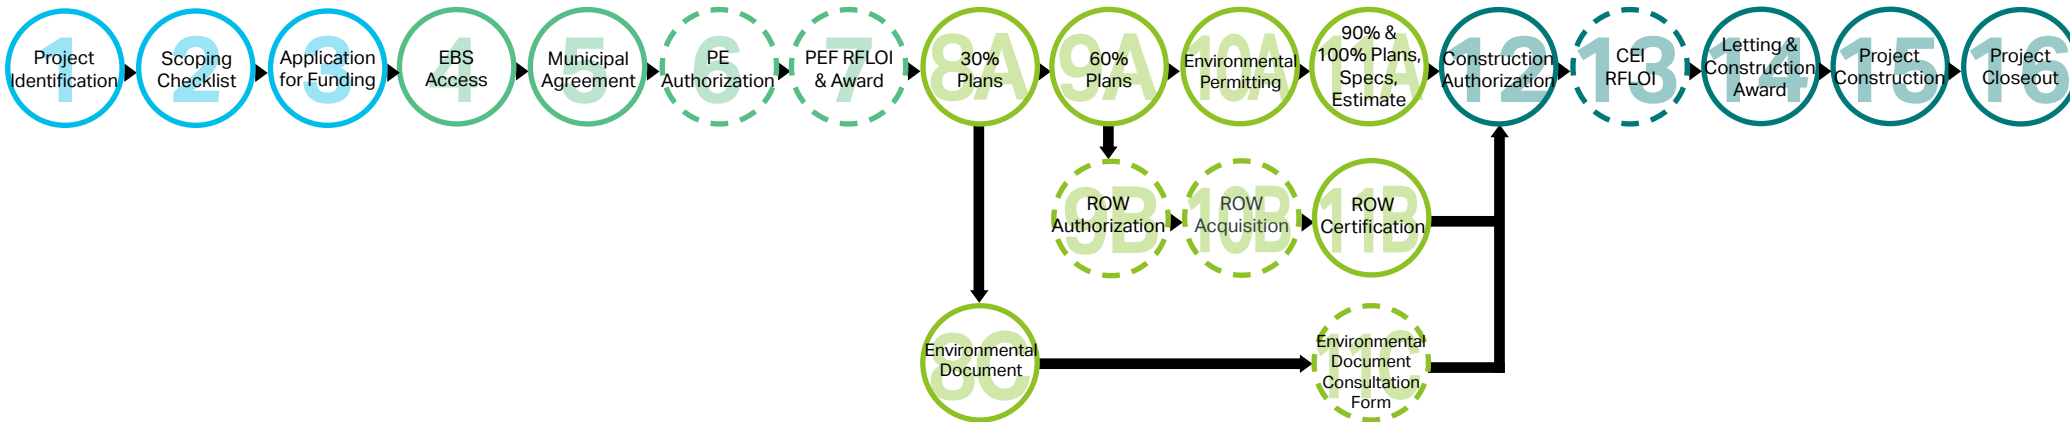 1
Project
Identification
2
Scoping
Checklist
3
Application
for Funding
4
EBS
Access
5
Municipal
Agreement
6
PE
Authorization
7
PEF RFLOI
& Award
8A
30%
Plans
9A
60%
Plans
10A
Environmental
Permitting
11A
90% &
100% Plans,
Specs,
Estimate
12
Construction
Authorization
13
CEI
RFLOI
14
Letting &
Construction
Award
15
Project
Construction
16
Project
Closeout
9B
ROW
Authorization
10B
ROW
Acquisition
11B
ROW
Certification
8C
Environmental
Document
11C
Environmental
Document
Consultation
Form